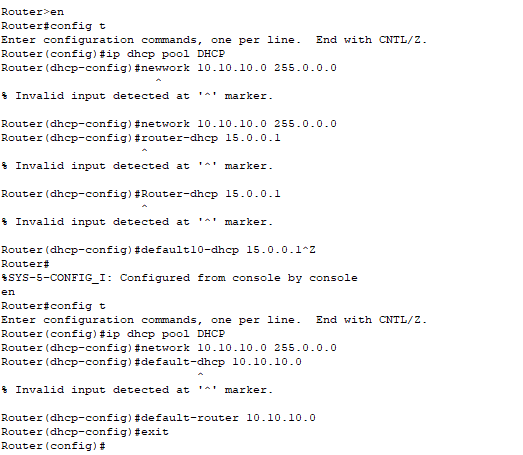 Router>en
Router#config t
Enter configuration commands, one per line.  End with CNTL/Z.
Router(config)#ip dhcp pool DHCP
Router(dhcp-config)#newwork 10.10.10.0 255.0.0.0
^
% Invalid input detected at '^' marker.
Router(dhcp-config)#network 10.10.10.0 255.0.0.0
Router(dhcp-config)#router-dhcp 15.0.0.1
^
% Invalid input detected at '^' marker.
Router(dhcp-config)#Router-dhcp 15.0.0.1
^
% Invalid input detected at '^' marker.
Router(dhcp-config)#default10-dhcp 15.0.0.1^Z
Router#
%SYS-5-CONFIG_I: Configured from console by console
en
Router#config t
Enter configuration commands, one per line.  End with CNTL/Z.
Router(config)#ip dhcp pool DHCP
Router(dhcp-config)#network 10.10.10.0 255.0.0.0
Router(dhcp-config)#default-dhcp 10.10.10.0
^
% Invalid input detected at '^' marker.
Router(dhcp-config)#default-router 10.10.10.0
Router(dhcp-config)#exit
Router(config)#